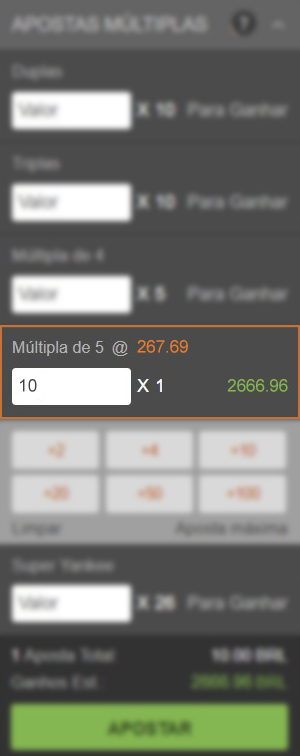 APOSTAS MÚLTIPLAS ?
Duplas
Valor X 10 Para Ganhar
Triplas
Valor X 10 Para Ganhar
Múltipla de 4
Valor X 5 Para Ganhar
Múltipla de 5 @ 267.69
10 X 1 2666.96
+2 +4 +10
+20 +50 +100
Limpar Aposta máxima
Super Yankee
Valor X 26 Para Ganhar
1 Aposta Total: 10.00 BRL
Ganhos Est.: 2666.96 BRL
APOSTAR